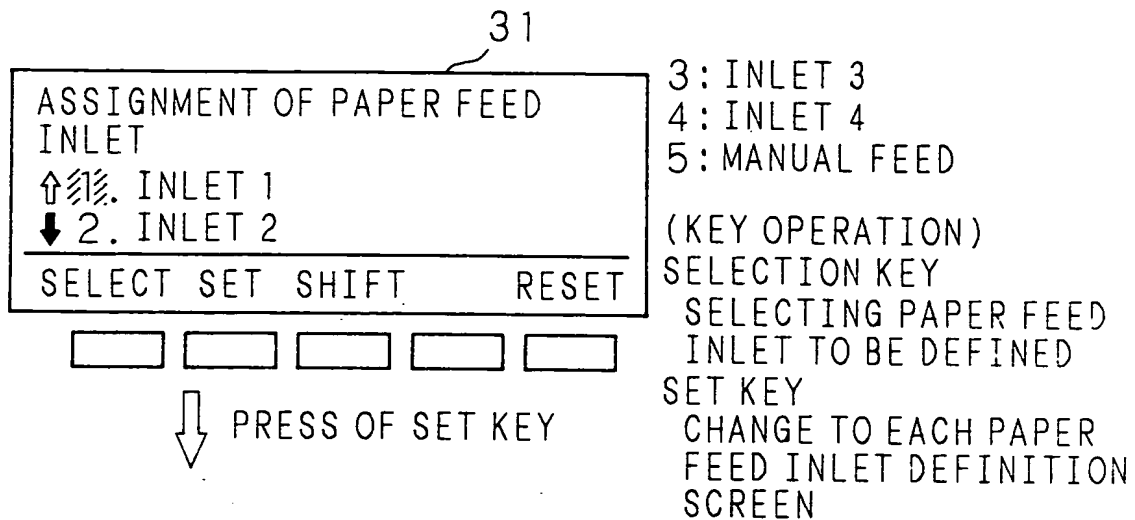 31
ASSIGNMENT OF PAPER FEED
INLET
⇧1. INLET 1
⬇2. INLET 2
SELECT SET SHIFT RESET
PRESS OF SET KEY
3:INLET 3
4:INLET 4
5:MANUAL FEED
(KEY OPERATION)
SELECTION KEY
SELECTING PAPER FEED
INLET TO BE DEFINED
SET KEY
CHANGE TO EACH PAPER
FEED INLET DEFINITION
SCREEN